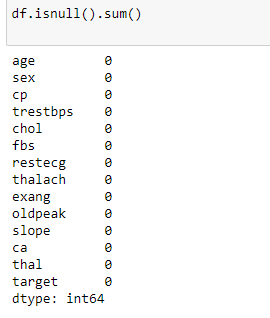 df.isnull().sum()
age 0
sex 0
cp 0
trestbps 0
chol 0
fbs 0
restecg 0
thalach 0
exang 0
oldpeak 0
slope 0
ca 0
thal 0
target 0
dtype: int64